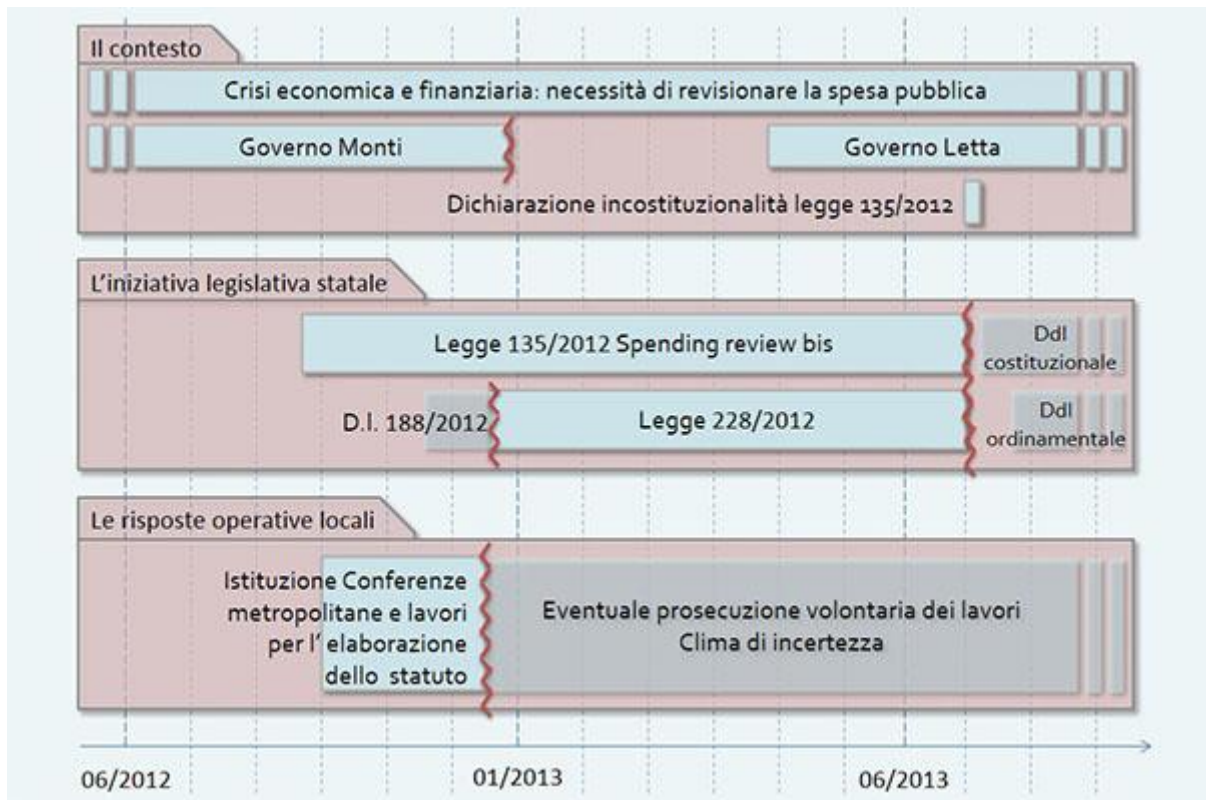 Il contesto
Crisi economica e finanziaria: necessità di revisionare la spesa pubblica
Governo Monti
Governo Letta
Dichiarazione incostituzionalità legge 135/2012
L'iniziativa legislativa statale
Legge 135/2012 Spending review bis
Ddl
costituzionale
D.l. 188/2012
Legge 228/2012
Ddl
ordinamentale
Le risposte operative locali
Istituzione Conferenze
metropolitane e lavori
per l' elaborazione
dello statuto
Eventuale prosecuzione volontaria dei lavori
Clima di incertezza
06/2012
01/2013
06/2013